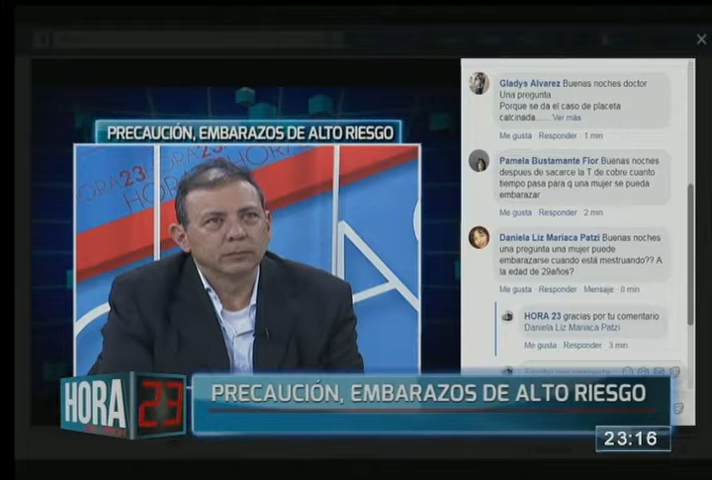 PRECAUCIÓN, EMBARAZOS DE ALTO RIESGO
Gladys Alvarez Buenas noches doctor
Una pregunta
Porque se da el caso de placeta
calcinada...... Ver más
Me gusta Responder 1 min
Pamela Bustamante Flor Buenas noches
despues de sacarce la T de cobre cuanto
tiempo pasa para q una mujer se pueda
embarazar
Me gusta Responder 2 min
Daniela Liz Mariaca Patzi Buenas noches
una pregunta una mujer puede
embarazarse cuando está mestruando?? A
la edad de 29años?
Me gusta Responder Mensaje 0 min
HORA 23 gracias por tu comentario
Daniela Liz Mariaca Patzi
Me gusta Responder 3 min
HORA 23
PRECAUCIÓN, EMBARAZOS DE ALTO RIESGO
23:16